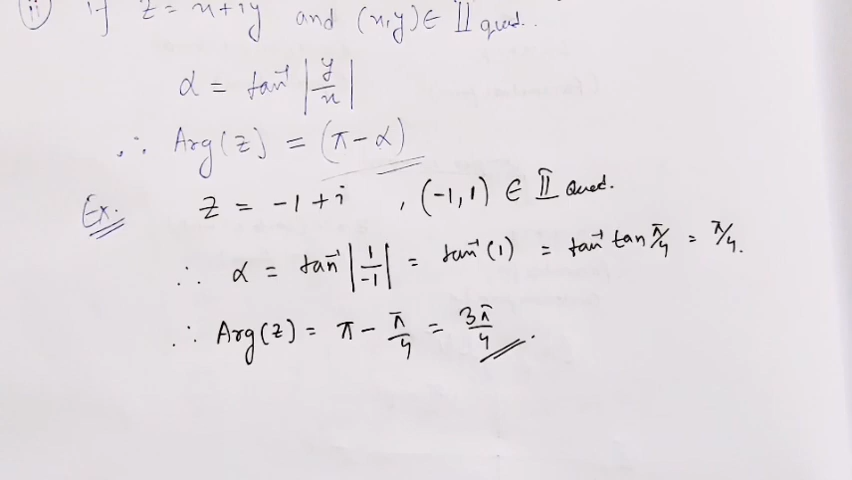 (ii) if z = x+iy and (x,y) ∈ II quad..
α = tan⁻¹ |y/x|
∴ Arg(z) = (π-α)
Ex. z = -1+i , (-1,1) ∈ II Quad.
∴ α = tan⁻¹ |1/-1| = tan⁻¹(1) = tan⁻¹ tan π/4 = π/4.
∴ Arg(z) = π - π/4 = 3π/4 .